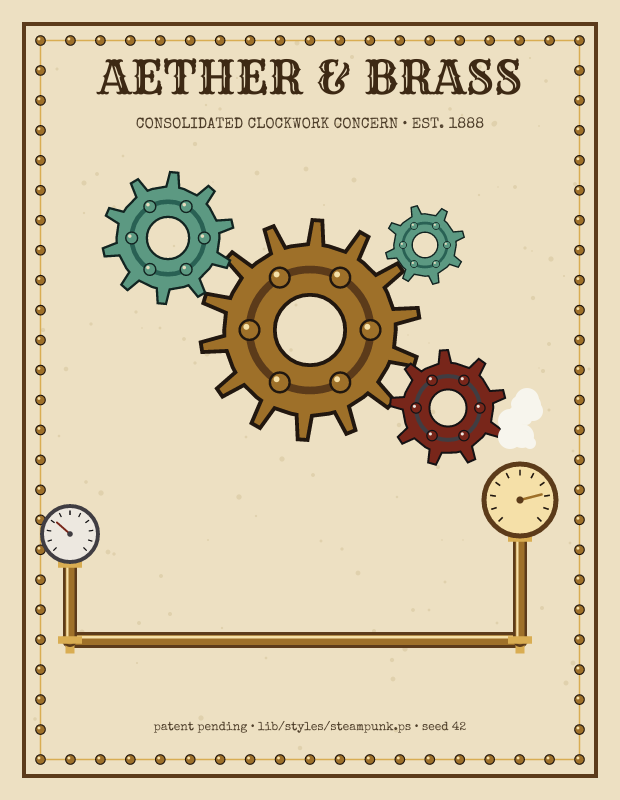 AETHER & BRASS
CONSOLIDATED CLOCKWORK CONCERN • EST. 1888
patent pending • lib/styles/steampunk.ps • seed 42